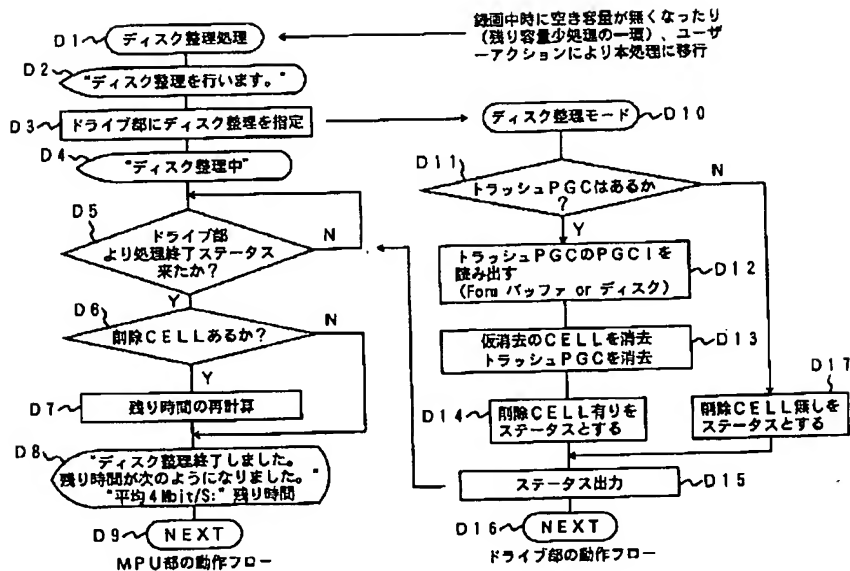 録画中時に空き容量が無くなったり
(残り容量少処理の一環)、ユーザ
ーアクションにより本処理に移行
D1
ディスク整理処理
D2
"ディスク整理を行います。"
D3
ドライブ部にディスク整理を指定
D4
"ディスク整理中"
D5
ドライブ部
より処理終了ステータス
来たか?
N
Y
D6
削除CELLあるか?
N
Y
D7
残り時間の再計算
D8
"ディスク整理終了しました。
残り時間が次のようになりました。"
"平均4Mbit/S:" 残り時間
D9
NEXT
MPU部の動作フロー
ディスク整理モード
D10
D11
トラッシュPGCはあるか
?
N
Y
トラッシュPGCのPGCIを
読み出す
(Form バッファ or ディスク)
D12
仮消去のCELLを消去
トラッシュPGCを消去
D13
D14
削除CELL有りを
ステータスとする
D17
削除CELL無しを
ステータスとする
ステータス出力
D15
D16
NEXT
ドライブ部の動作フロー